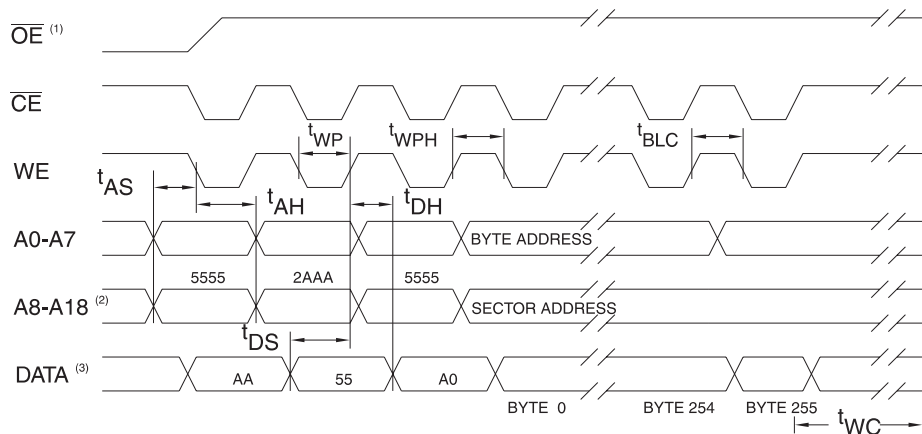 OE (1)
CE
tWP tWPH tBLC
WE
tAS tAH tDH
A0-A7 BYTE ADDRESS
5555 2AAA 5555
A8-A18 (2) SECTOR ADDRESS
tDS
DATA (3) AA 55 A0
BYTE 0 BYTE 254 BYTE 255
tWC